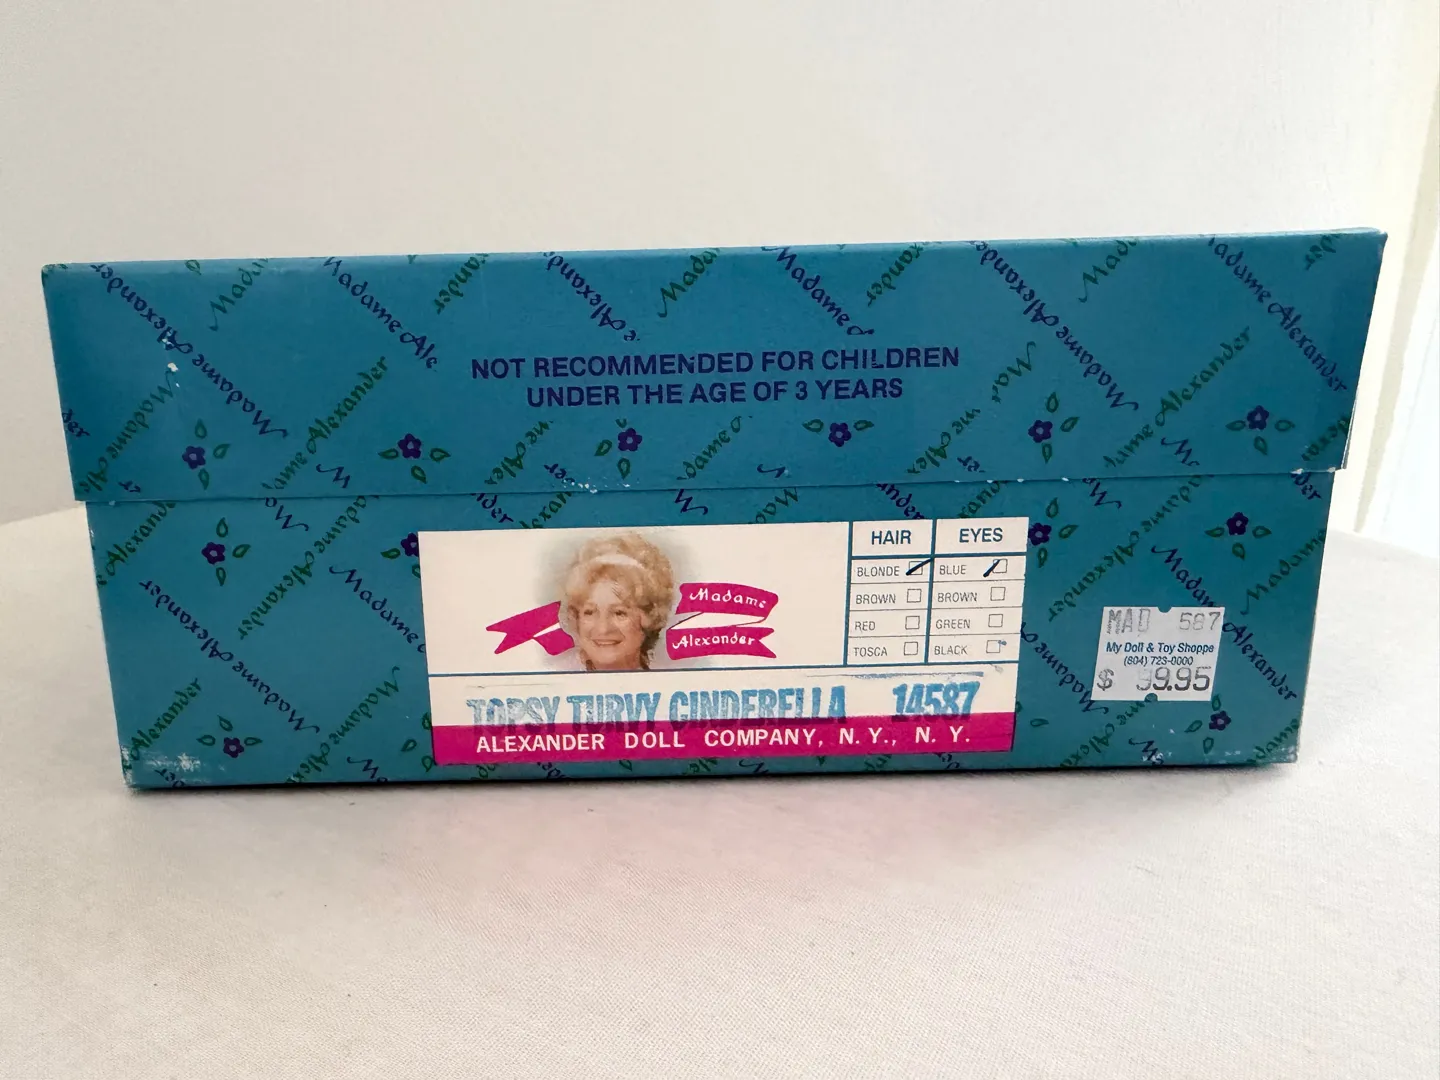 Madame Alexander
NOT RECOMMENDED FOR CHILDREN
UNDER THE AGE OF 3 YEARS
Madame
Alexander
HAIR
EYES
BLONDE
BLUE
BROWN
BROWN
RED
GREEN
TOSCA
BLACK
TOPSY TURVY CINDERELLA 14587
ALEXANDER DOLL COMPANY, N. Y., N. Y.
MAD 587
My Doll & Toy Shoppe
(804) 723-0000
$ 99.95